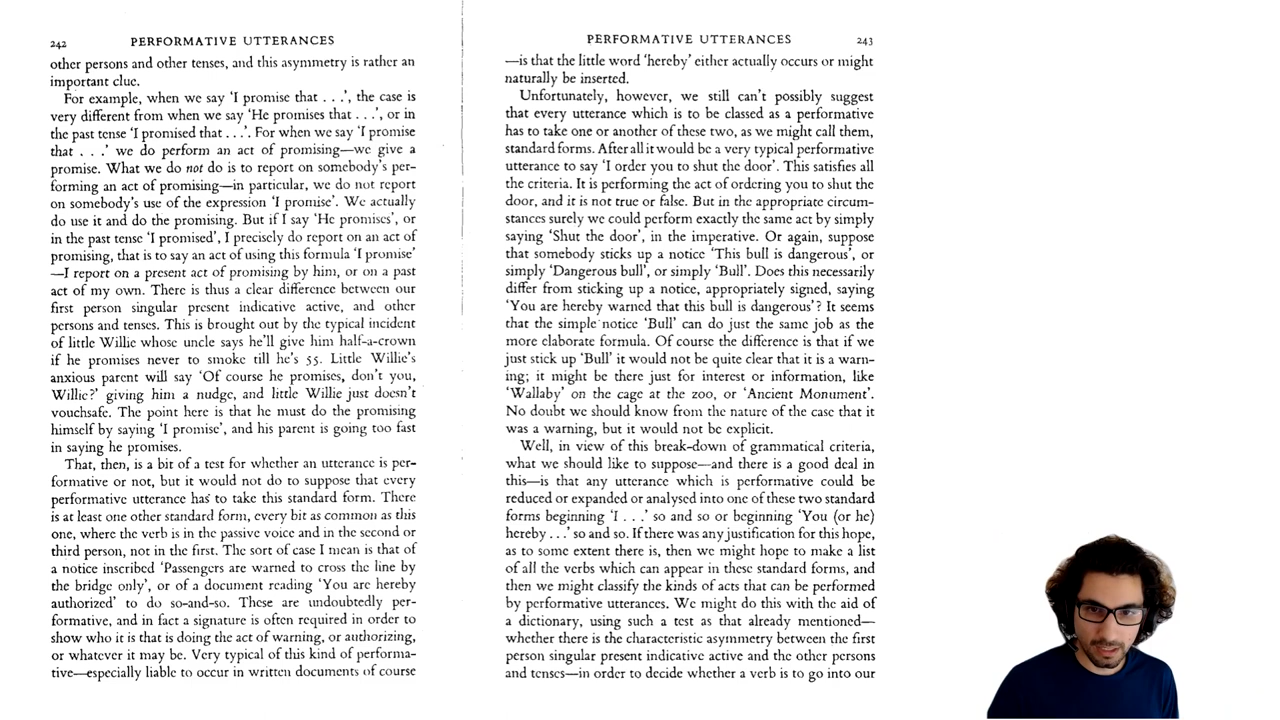 242 PERFORMATIVE UTTERANCES
other persons and other tenses, and this asymmetry is rather an
important clue.
For example, when we say 'I promise that . . .', the case is
very different from when we say 'He promises that . . .', or in
the past tense 'I promised that . . .'. For when we say 'I promise
that . . .' we do perform an act of promising—we give a
promise. What we do not do is to report on somebody's per-
forming an act of promising—in particular, we do not report
on somebody's use of the expression 'I promise'. We actually
do use it and do the promising. But if I say 'He promises', or
in the past tense 'I promised', I precisely do report on an act of
promising, that is to say an act of using this formula 'I promise'
—I report on a present act of promising by him, or on a past
act of my own. There is thus a clear difference between our
first person singular present indicative active, and other
persons and tenses. This is brought out by the typical incident
of little Willie whose uncle says he'll give him half-a-crown
if he promises never to smoke till he's 55. Little Willie's
anxious parent will say 'Of course he promises, don't you,
Willie?' giving him a nudge, and little Willie just doesn't
vouchsafe. The point here is that he must do the promising
himself by saying 'I promise', and his parent is going too fast
in saying he promises.
That, then, is a bit of a test for whether an utterance is per-
formative or not, but it would not do to suppose that every
performative utterance has to take this standard form. There
is at least one other standard form, every bit as common as this
one, where the verb is in the passive voice and in the second or
third person, not in the first. The sort of case I mean is that of
a notice inscribed 'Passengers are warned to cross the line by
the bridge only', or of a document reading 'You are hereby
authorized' to do so-and-so. These are undoubtedly per-
formative, and in fact a signature is often required in order to
show who it is that is doing the act of warning, or authorizing,
or whatever it may be. Very typical of this kind of performa-
tive—especially liable to occur in written documents of course
PERFORMATIVE UTTERANCES 243
—is that the little word 'hereby' either actually occurs or might
naturally be inserted.
Unfortunately, however, we still can't possibly suggest
that every utterance which is to be classed as a performative
has to take one or another of these two, as we might call them,
standard forms. After all it would be a very typical performative
utterance to say 'I order you to shut the door'. This satisfies all
the criteria. It is performing the act of ordering you to shut the
door, and it is not true or false. But in the appropriate circum-
stances surely we could perform exactly the same act by simply
saying 'Shut the door', in the imperative. Or again, suppose
that somebody sticks up a notice 'This bull is dangerous', or
simply 'Dangerous bull', or simply 'Bull'. Does this necessarily
differ from sticking up a notice, appropriately signed, saying
'You are hereby warned that this bull is dangerous'? It seems
that the simple notice 'Bull' can do just the same job as the
more elaborate formula. Of course the difference is that if we
just stick up 'Bull' it would not be quite clear that it is a warn-
ing; it might be there just for interest or information, like
'Wallaby' on the cage at the zoo, or 'Ancient Monument'.
No doubt we should know from the nature of the case that it
was a warning, but it would not be explicit.
Well, in view of this break-down of grammatical criteria,
what we should like to suppose—and there is a good deal in
this—is that any utterance which is performative could be
reduced or expanded or analysed into one of these two standard
forms beginning 'I . . .' so and so or beginning 'You (or he)
hereby . . .' so and so. If there was any justification for this hope,
as to some extent there is, then we might hope to make a list
of all the verbs which can appear in these standard forms, and
then we might classify the kinds of acts that can be performed
by performative utterances. We might do this with the aid of
a dictionary, using such a test as that already mentioned—
whether there is the characteristic asymmetry between the first
person singular present indicative active and the other persons
and tenses—in order to decide whether a verb is to go into our